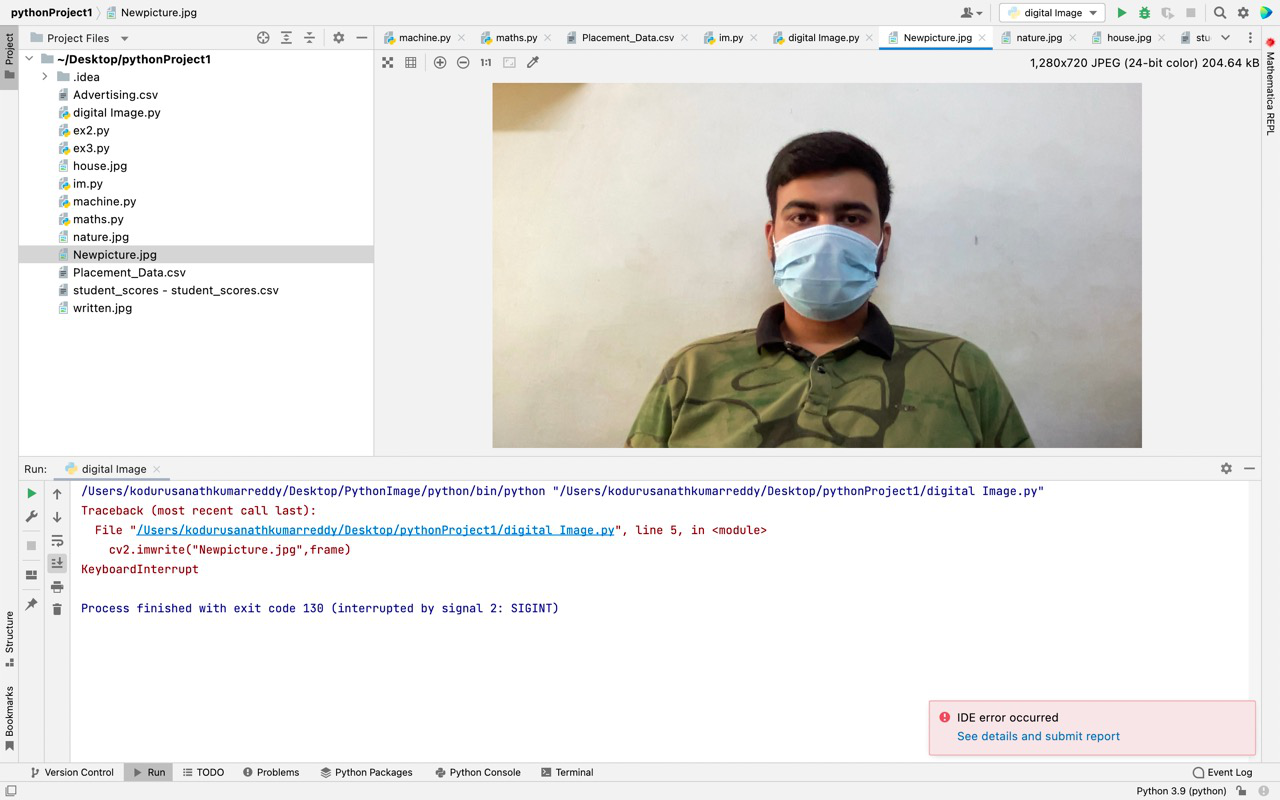 pythonProject1 Newpicture.jpg digital Image
Project Files
machine.py maths.py Placement_Data.csv im.py digital Image.py Newpicture.jpg nature.jpg house.jpg stu
1:1 1,280x720 JPEG (24-bit color) 204.64 kB
Project
Mathematica REPL
~/Desktop/pythonProject1
.idea
Advertising.csv
digital Image.py
ex2.py
ex3.py
house.jpg
im.py
machine.py
maths.py
nature.jpg
Newpicture.jpg
Placement_Data.csv
student_scores - student_scores.csv
written.jpg
Run: digital Image
/Users/kodurusanathkumarreddy/Desktop/PythonImage/python/bin/python "/Users/kodurusanathkumarreddy/Desktop/pythonProject1/digital Image.py"
Traceback (most recent call last):
File "/Users/kodurusanathkumarreddy/Desktop/pythonProject1/digital Image.py", line 5, in <module>
cv2.imwrite("Newpicture.jpg",frame)
KeyboardInterrupt
Process finished with exit code 130 (interrupted by signal 2: SIGINT)
Structure
Bookmarks
IDE error occurred
See details and submit report
Version Control Run TODO Problems Python Packages Python Console Terminal Event Log
Python 3.9 (python)